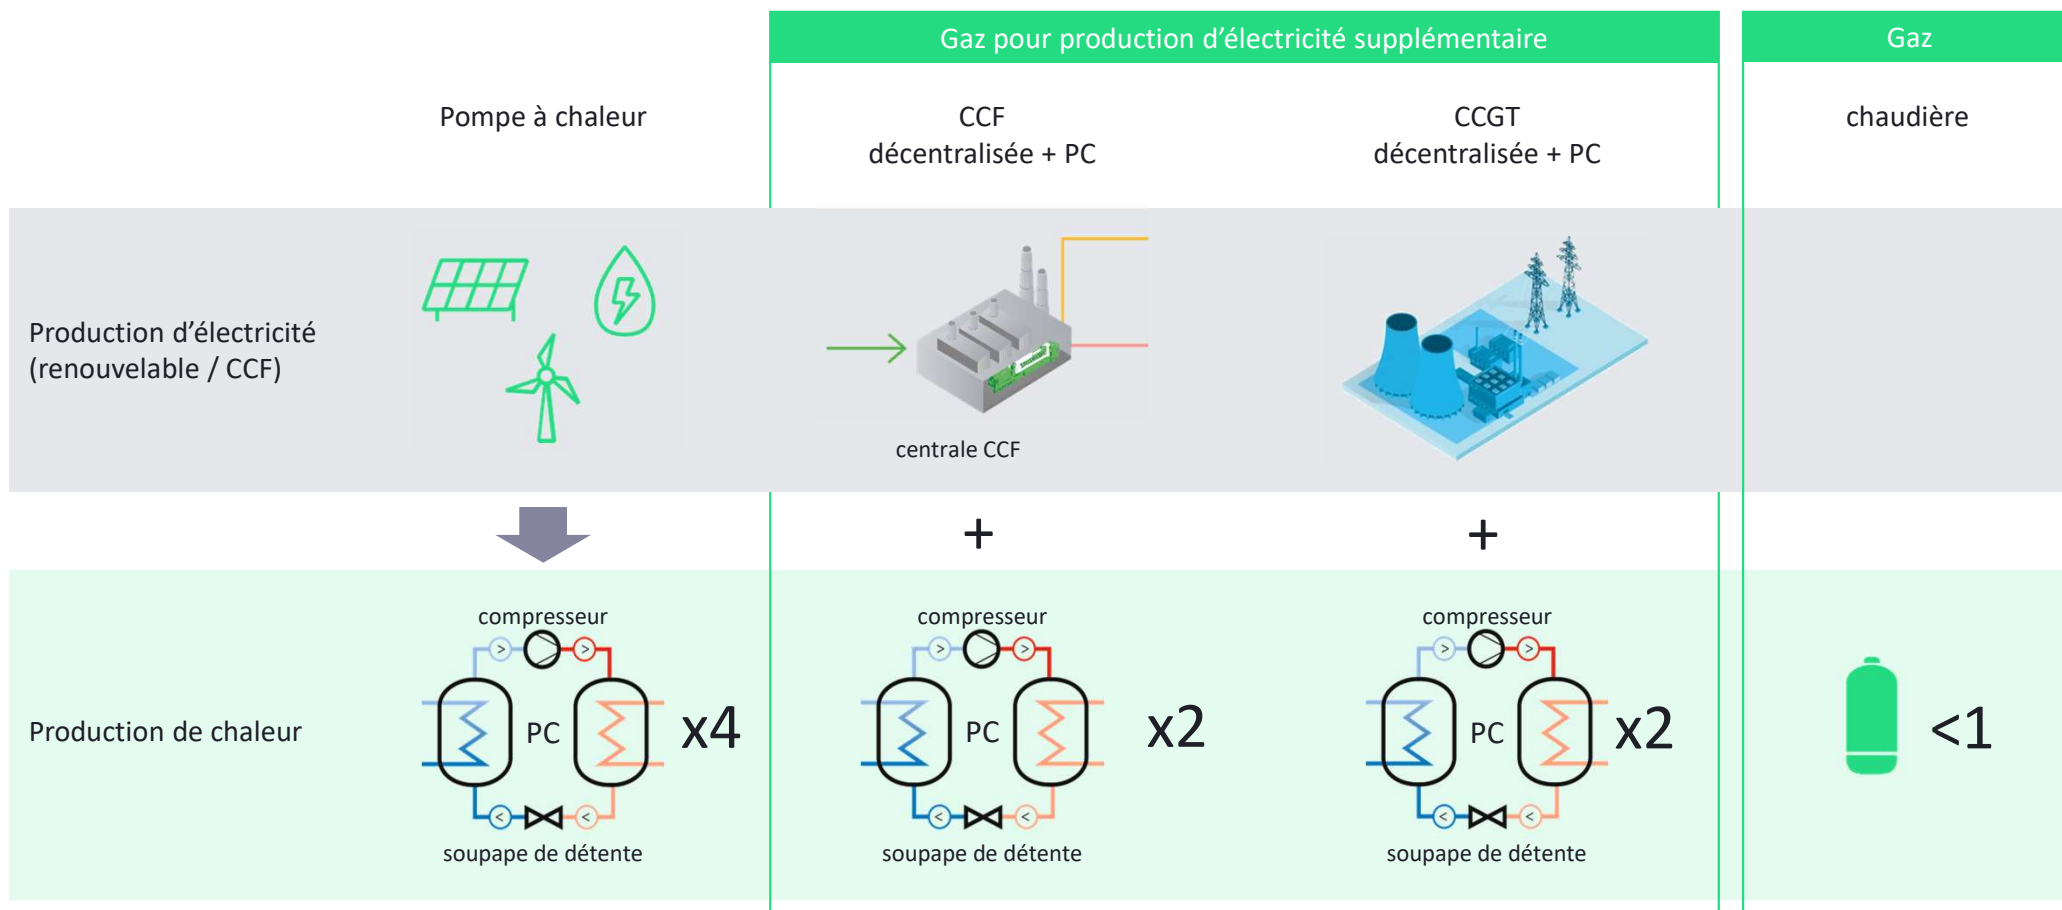 Gaz pour production d’électricité supplémentaire
Gaz
Pompe à chaleur
CCF
décentralisée + PC
CCGT
décentralisée + PC
chaudière
Production d’électricité
(renouvelable / CCF)
centrale CCF
+
+
Production de chaleur
compresseur
PC
x4
soupape de détente
compresseur
PC
x2
soupape de détente
compresseur
PC
x2
soupape de détente
<1